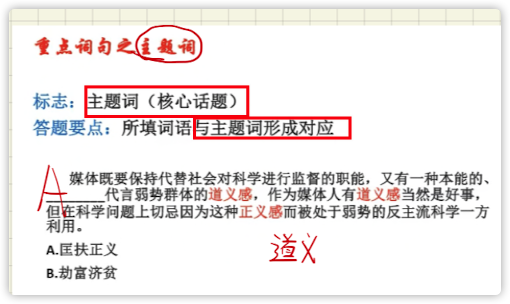 重点词句之主题词
标志：主题词（核心话题）
答题要点：所填词语与主题词形成对应
A
媒体既要保持代替社会对科学进行监督的职能，又有一种本能的、
________代言弱势群体的道义感，作为媒体人有道义感当然是好事，
但在科学问题上切忌因为这种正义感而被处于弱势的反主流科学一方
利用。
道义
A.匡扶正义
B.劫富济贫